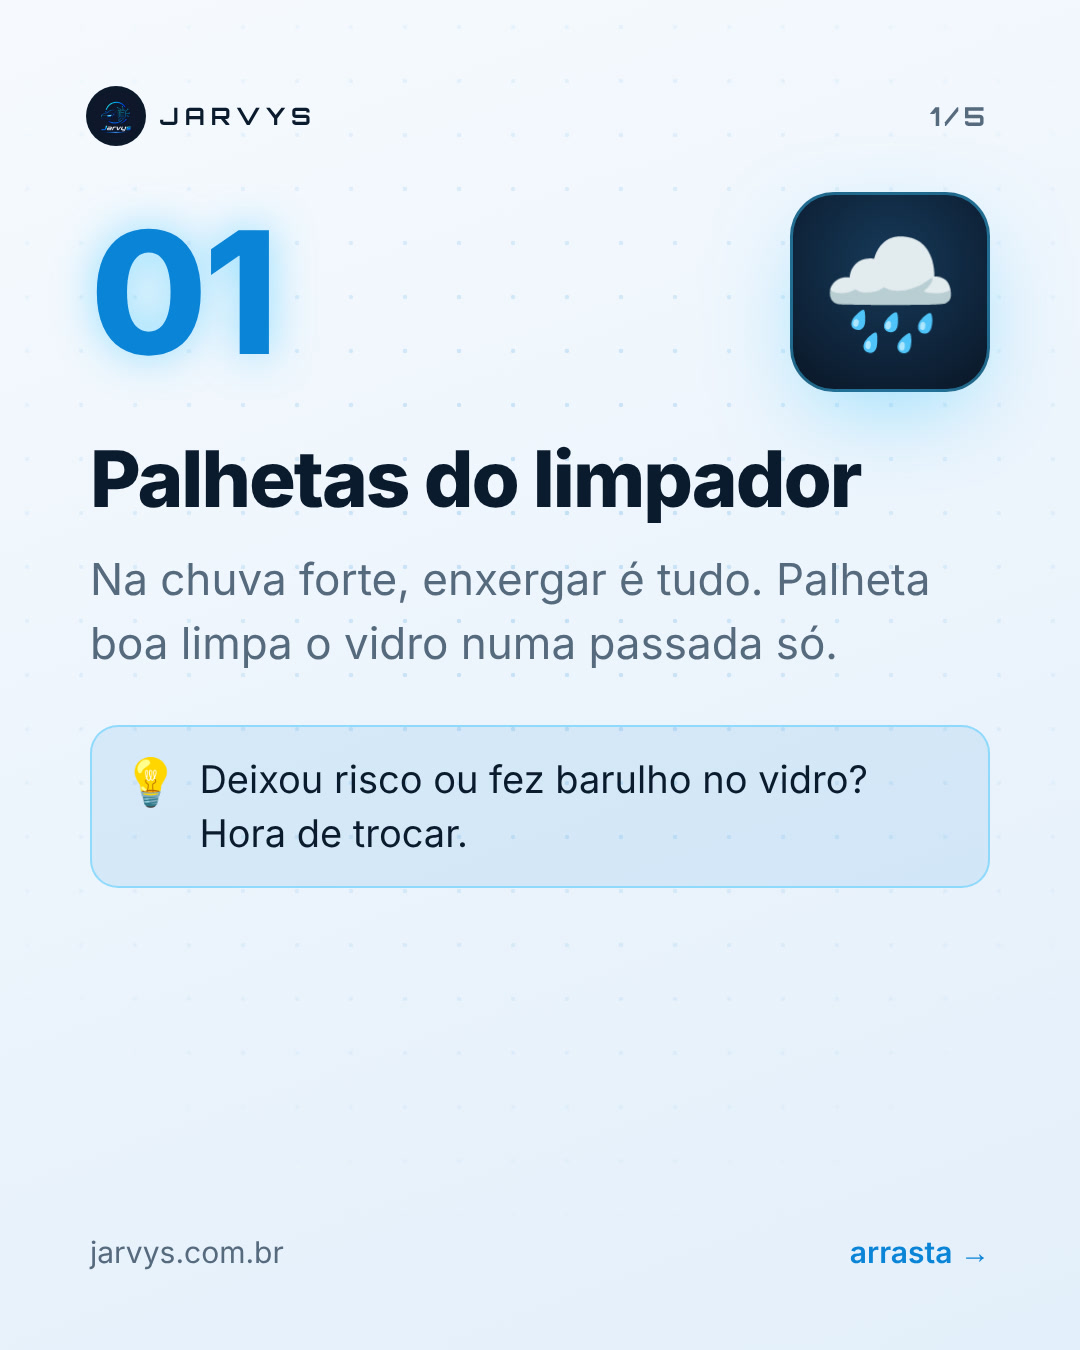 Jarvys
JARVYS
1/5
01
Palhetas do limpador
Na chuva forte, enxergar é tudo. Palheta
boa limpa o vidro numa passada só.
Deixou risco ou fez barulho no vidro?
Hora de trocar.
jarvys.com.br
arrasta →